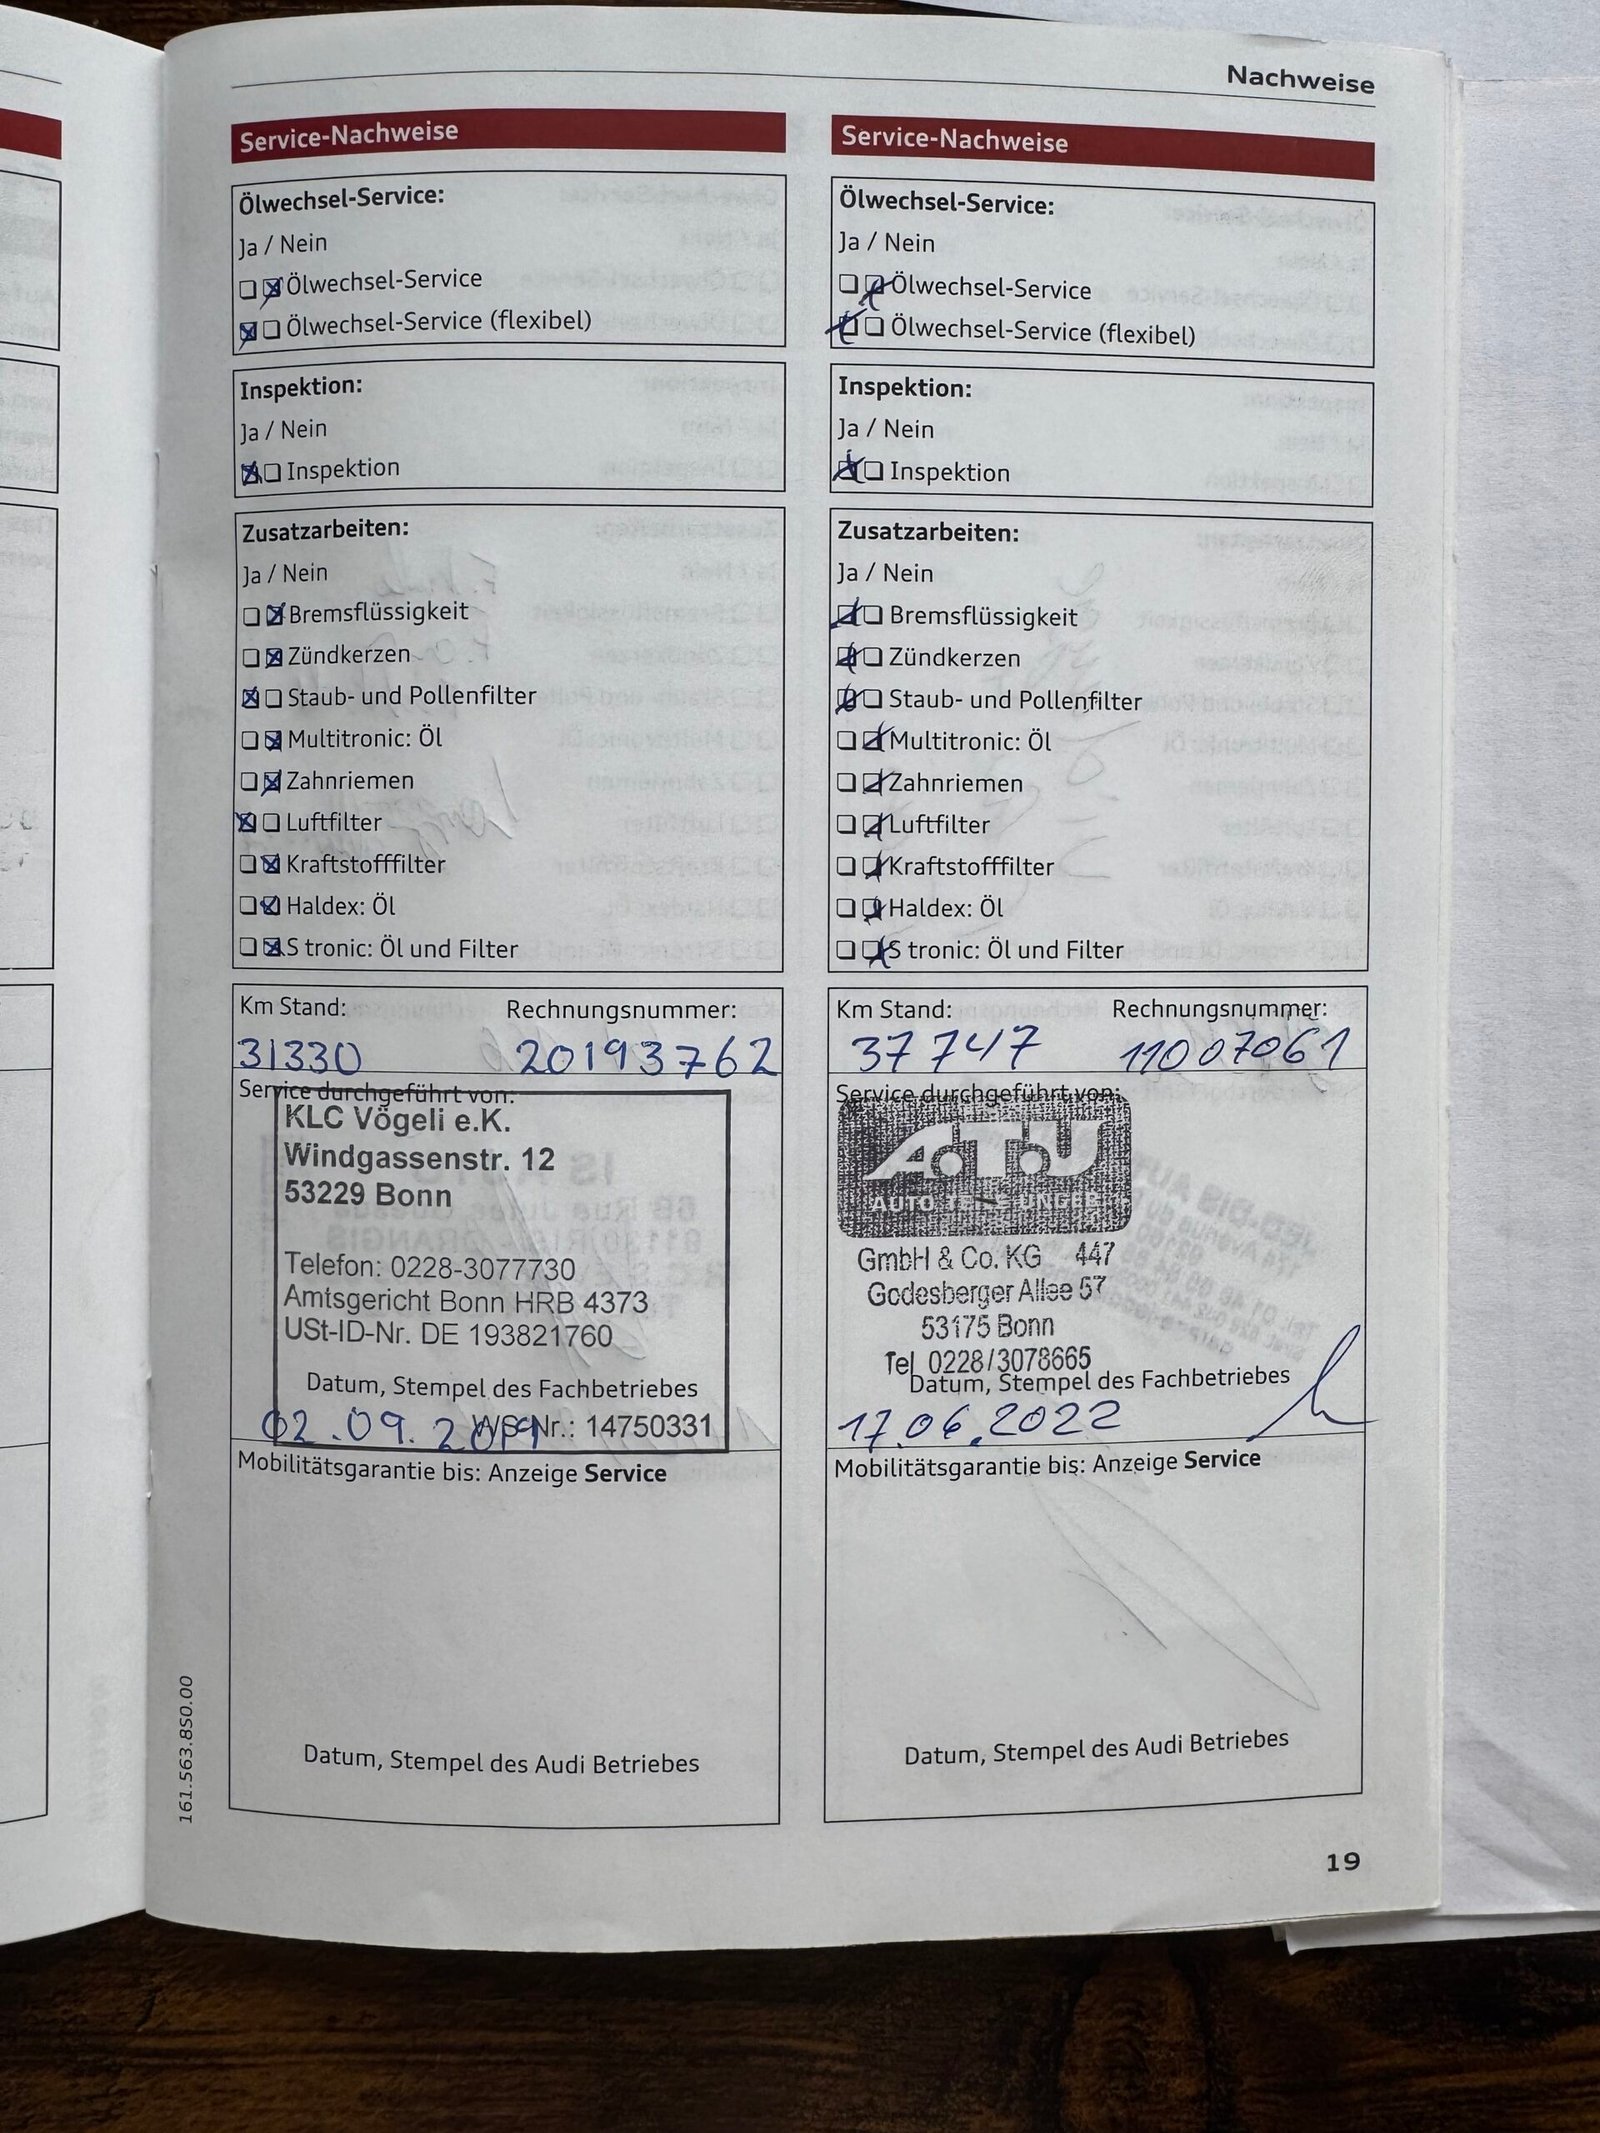 Nachweise
Service-Nachweise
Ölwechsel-Service:
Ja / Nein
Ölwechsel-Service
Ölwechsel-Service (flexibel)
Inspektion:
Ja / Nein
Inspektion
Zusatzarbeiten:
Ja / Nein
Bremsflüssigkeit
Zündkerzen
Staub- und Pollenfilter
Multitronic: Öl
Zahnriemen
Luftfilter
Kraftstofffilter
Haldex: Öl
S tronic: Öl und Filter
Km Stand: Rechnungsnummer:
31330 20193762
Service durchgeführt von:
KLC Vögeli e.K.
Windgassenstr. 12
53229 Bonn
Telefon: 0228-3077730
Amtsgericht Bonn HRB 4373
USt-ID-Nr. DE 193821760
Datum, Stempel des Fachbetriebes
02.09.2019 WS-Nr.: 14750331
Mobilitätsgarantie bis: Anzeige Service
Datum, Stempel des Audi Betriebes
Service-Nachweise
Ölwechsel-Service:
Ja / Nein
Ölwechsel-Service
Ölwechsel-Service (flexibel)
Inspektion:
Ja / Nein
Inspektion
Zusatzarbeiten:
Ja / Nein
Bremsflüssigkeit
Zündkerzen
Staub- und Pollenfilter
Multitronic: Öl
Zahnriemen
Luftfilter
Kraftstofffilter
Haldex: Öl
S tronic: Öl und Filter
Km Stand: Rechnungsnummer:
37747 11007061
Service durchgeführt von:
A.T.U
AUTO TEILE UNGER
GmbH & Co. KG 447
Godesberger Allee 57
53175 Bonn
Tel 0228/3078665
Datum, Stempel des Fachbetriebes
17.06.2022
Mobilitätsgarantie bis: Anzeige Service
Datum, Stempel des Audi Betriebes
161.563.8S0.00
19